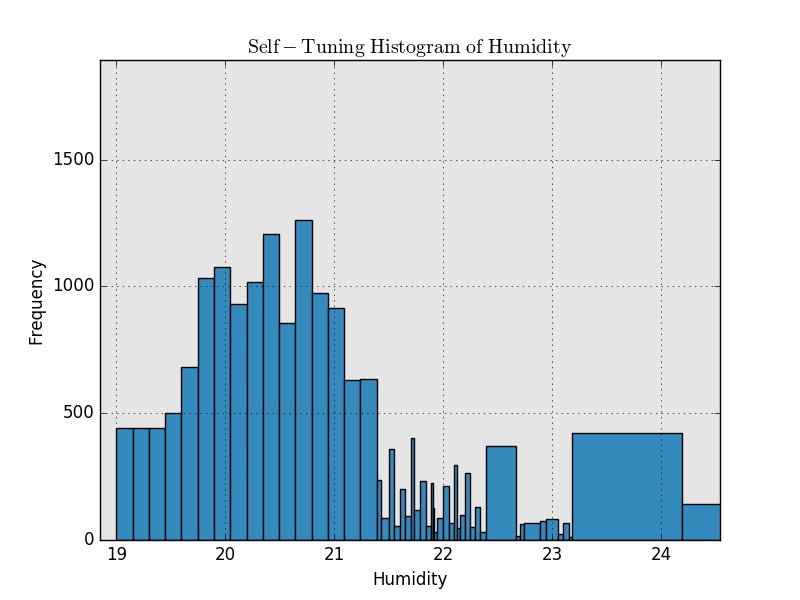 Self − Tuning Histogram of Humidity
1500
1000
500
0
Frequency
19 20 21 22 23 24
Humidity